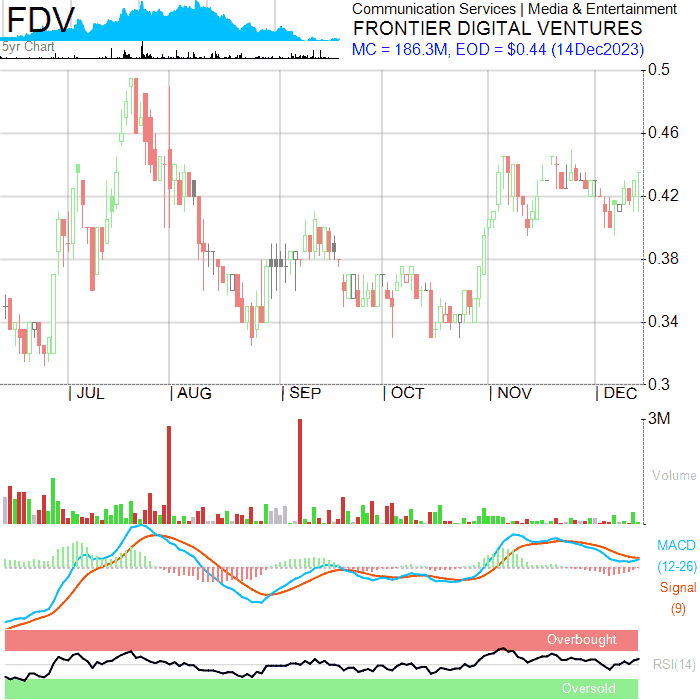 FDV
5yr Chart
Communication Services | Media & Entertainment
FRONTIER DIGITAL VENTURES
MC = 186.3M, EOD = $0.44 (14Dec2023)
0.5
0.46
0.42
0.38
0.34
0.3
JUL AUG SEP OCT NOV DEC
3M
Volume
MACD
(12-26)
Signal
(9)
Overbought
RSI(14)
Oversold